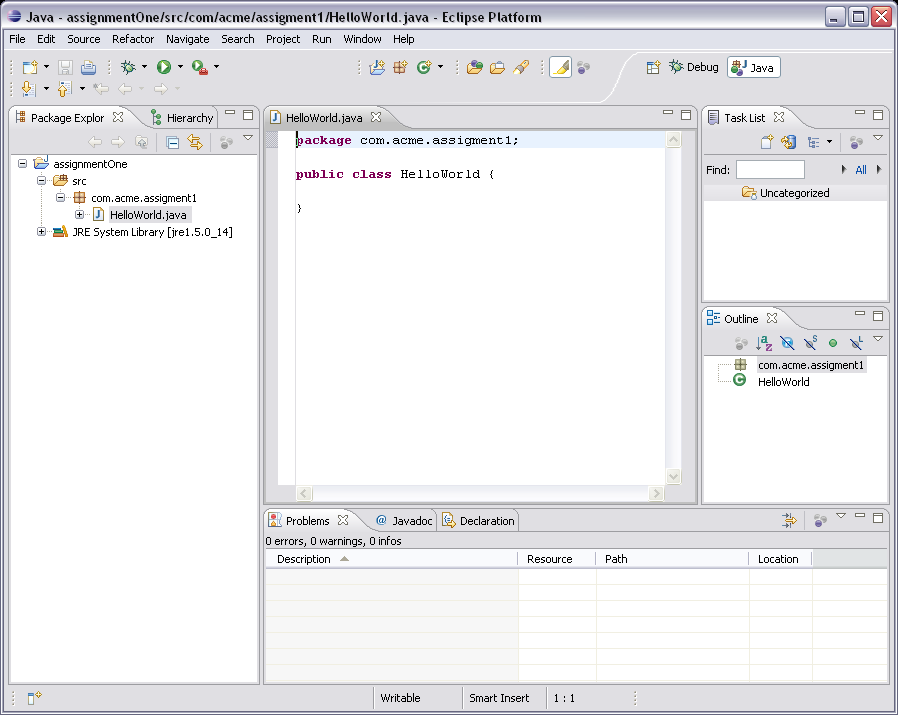 Java - assignmentOne/src/com/acme/assigment1/HelloWorld.java - Eclipse Platform
File Edit Source Refactor Navigate Search Project Run Window Help
Debug Java
Package Explor Hierarchy
assignmentOne
src
com.acme.assigment1
HelloWorld.java
JRE System Library [jre1.5.0_14]
HelloWorld.java
package com.acme.assigment1;
public class HelloWorld {
}
Task List
Find: All
Uncategorized
Outline
com.acme.assigment1
HelloWorld
Problems @ Javadoc Declaration
0 errors, 0 warnings, 0 infos
Description Resource Path Location
Writable Smart Insert 1 : 1